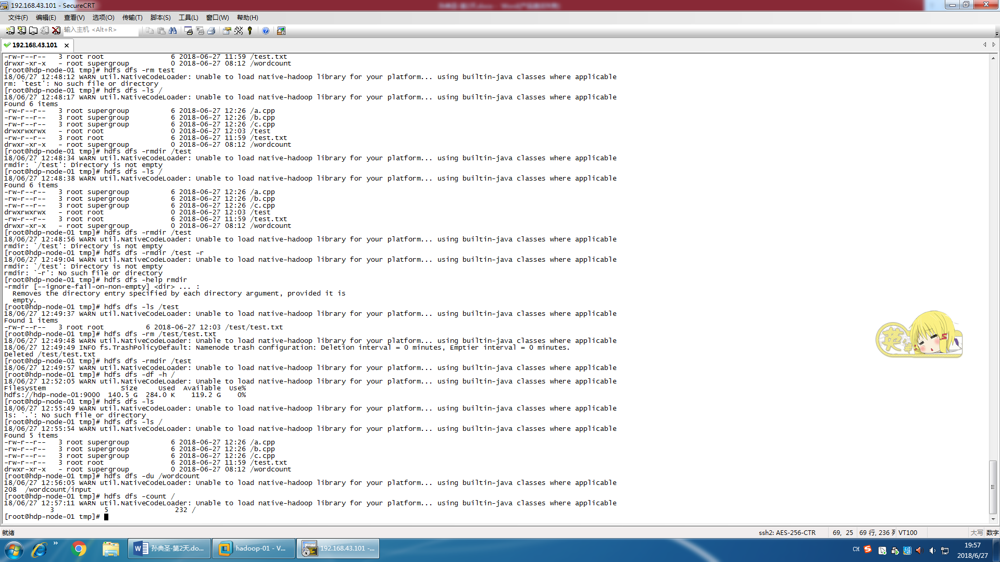 192.168.43.101 - SecureCRT
文件(F) 编辑(E) 查看(V) 选项(O) 传输(T) 脚本(S) 工具(L) 窗口(W) 帮助(H)
输入主机 <Alt+R>
192.168.43.101
-rw-r--r--   3 root root                6 2018-06-27 11:59 /test.txt
drwxr-xr-x   - root supergroup          0 2018-06-27 08:12 /wordcount
[root@hdp-node-01 tmp]# hdfs dfs -rm test
18/06/27 12:48:12 WARN util.NativeCodeLoader: Unable to load native-hadoop library for your platform... using builtin-java classes where applicable
rm: `test': No such file or directory
[root@hdp-node-01 tmp]# hdfs dfs -ls /
18/06/27 12:48:17 WARN util.NativeCodeLoader: Unable to load native-hadoop library for your platform... using builtin-java classes where applicable
Found 6 items
-rw-r--r--   3 root supergroup          6 2018-06-27 12:26 /a.cpp
-rw-r--r--   3 root supergroup          6 2018-06-27 12:26 /b.cpp
-rw-r--r--   3 root supergroup          6 2018-06-27 12:26 /c.cpp
drwxrwxrwx   - root root                0 2018-06-27 12:03 /test
-rw-r--r--   3 root root                6 2018-06-27 11:59 /test.txt
drwxr-xr-x   - root supergroup          0 2018-06-27 08:12 /wordcount
[root@hdp-node-01 tmp]# hdfs dfs -rmdir /test
18/06/27 12:48:34 WARN util.NativeCodeLoader: Unable to load native-hadoop library for your platform... using builtin-java classes where applicable
rmdir: `/test': Directory is not empty
[root@hdp-node-01 tmp]# hdfs dfs -ls /
18/06/27 12:48:38 WARN util.NativeCodeLoader: Unable to load native-hadoop library for your platform... using builtin-java classes where applicable
Found 6 items
-rw-r--r--   3 root supergroup          6 2018-06-27 12:26 /a.cpp
-rw-r--r--   3 root supergroup          6 2018-06-27 12:26 /b.cpp
-rw-r--r--   3 root supergroup          6 2018-06-27 12:26 /c.cpp
drwxrwxrwx   - root root                0 2018-06-27 12:03 /test
-rw-r--r--   3 root root                6 2018-06-27 11:59 /test.txt
drwxr-xr-x   - root supergroup          0 2018-06-27 08:12 /wordcount
[root@hdp-node-01 tmp]# hdfs dfs -rmdir /test
18/06/27 12:48:56 WARN util.NativeCodeLoader: Unable to load native-hadoop library for your platform... using builtin-java classes where applicable
rmdir: `/test': Directory is not empty
[root@hdp-node-01 tmp]# hdfs dfs -rmdir /test -r
18/06/27 12:49:04 WARN util.NativeCodeLoader: Unable to load native-hadoop library for your platform... using builtin-java classes where applicable
rmdir: `/test': Directory is not empty
rmdir: `-r': No such file or directory
[root@hdp-node-01 tmp]# hdfs dfs -help rmdir
-rmdir [--ignore-fail-on-non-empty] <dir> ... :
  Removes the directory entry specified by each directory argument, provided it is
  empty.
[root@hdp-node-01 tmp]# hdfs dfs -ls /test
18/06/27 12:49:37 WARN util.NativeCodeLoader: Unable to load native-hadoop library for your platform... using builtin-java classes where applicable
Found 1 items
-rw-r--r--   3 root root          6 2018-06-27 12:03 /test/test.txt
[root@hdp-node-01 tmp]# hdfs dfs -rm /test/test.txt
18/06/27 12:49:48 WARN util.NativeCodeLoader: Unable to load native-hadoop library for your platform... using builtin-java classes where applicable
18/06/27 12:49:49 INFO fs.TrashPolicyDefault: Namenode trash configuration: Deletion interval = 0 minutes, Emptier interval = 0 minutes.
Deleted /test/test.txt
[root@hdp-node-01 tmp]# hdfs dfs -rmdir /test
18/06/27 12:49:57 WARN util.NativeCodeLoader: Unable to load native-hadoop library for your platform... using builtin-java classes where applicable
[root@hdp-node-01 tmp]# hdfs dfs -df -h /
18/06/27 12:52:05 WARN util.NativeCodeLoader: Unable to load native-hadoop library for your platform... using builtin-java classes where applicable
Filesystem                  Size     Used  Available  Use%
hdfs://hdp-node-01:9000  140.5 G  284.0 K    119.2 G    0%
[root@hdp-node-01 tmp]# hdfs dfs -ls
18/06/27 12:55:49 WARN util.NativeCodeLoader: Unable to load native-hadoop library for your platform... using builtin-java classes where applicable
ls: `.': No such file or directory
[root@hdp-node-01 tmp]# hdfs dfs -ls /
18/06/27 12:55:54 WARN util.NativeCodeLoader: Unable to load native-hadoop library for your platform... using builtin-java classes where applicable
Found 5 items
-rw-r--r--   3 root supergroup          6 2018-06-27 12:26 /a.cpp
-rw-r--r--   3 root supergroup          6 2018-06-27 12:26 /b.cpp
-rw-r--r--   3 root supergroup          6 2018-06-27 12:26 /c.cpp
-rw-r--r--   3 root root                6 2018-06-27 11:59 /test.txt
drwxr-xr-x   - root supergroup          0 2018-06-27 08:12 /wordcount
[root@hdp-node-01 tmp]# hdfs dfs -du /wordcount
18/06/27 12:56:05 WARN util.NativeCodeLoader: Unable to load native-hadoop library for your platform... using builtin-java classes where applicable
208  /wordcount/input
[root@hdp-node-01 tmp]# hdfs dfs -count /
18/06/27 12:57:11 WARN util.NativeCodeLoader: Unable to load native-hadoop library for your platform... using builtin-java classes where applicable
           3            5                232 /
[root@hdp-node-01 tmp]#
英
就绪 ssh2: AES-256-CTR 69, 25 69 行, 236 列 VT100 大写 数字
孙典圣-第2天.do... hadoop-01 - V... 192.168.43.101 -... CH 19:57
2018/6/27